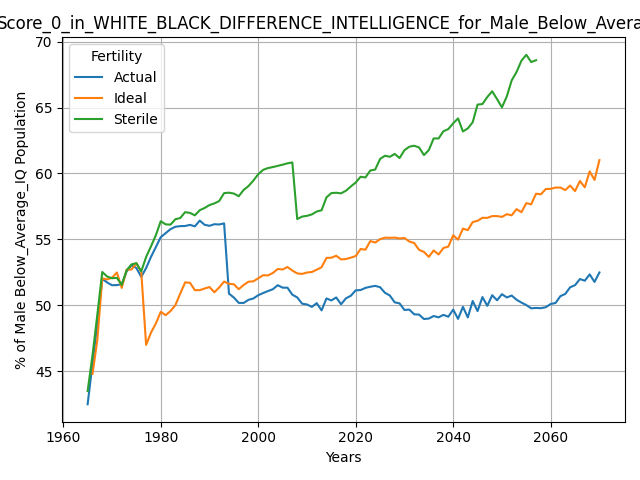 Score_0_in_WHITE_BLACK_DIFFERENCE_INTELLIGENCE_for_Male_Below_Avera
70
65
60
55
50
45
% of Male Below_Average_IQ Population
Fertility
Actual
Ideal
Sterile
1960 1980 2000 2020 2040 2060
Years